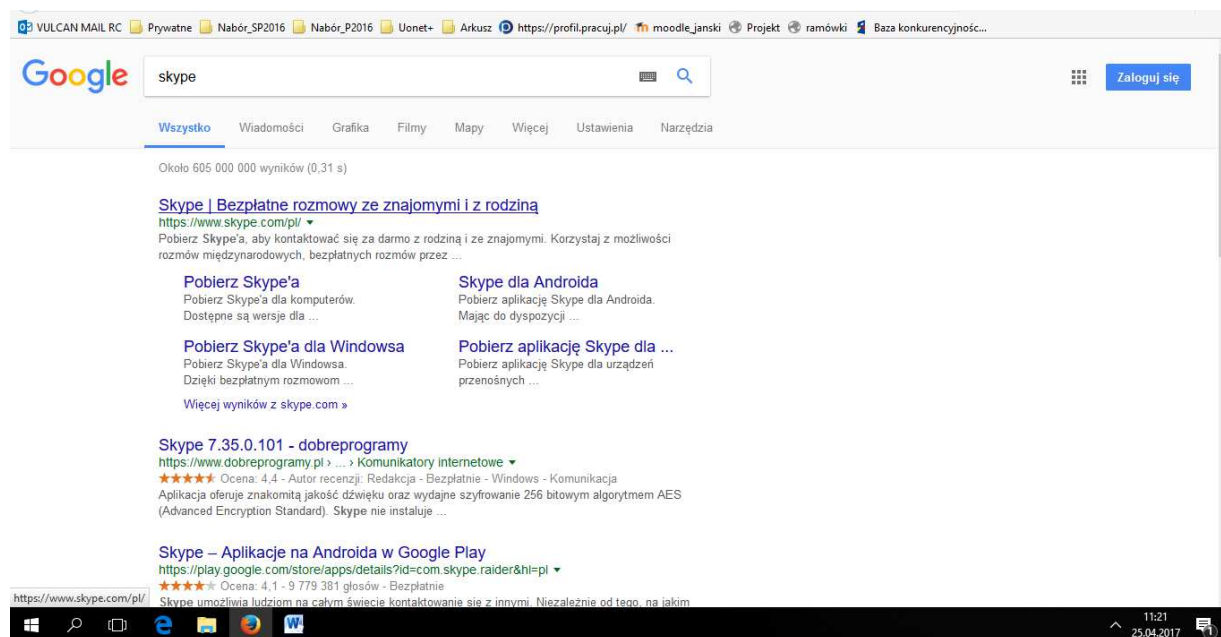 VULCAN MAIL RC Prywatne Nabór_SP2016 Nabór_P2016 Uonet+ Arkusz https://profil.pracuj.pl/ moodle_janski Projekt ramówki Baza konkurencyjnośc...
Google skype Zaloguj się
Wszystko Wiadomości Grafika Filmy Mapy Więcej Ustawienia Narzędzia
Około 605 000 000 wyników (0,31 s)
Skype | Bezpłatne rozmowy ze znajomymi i z rodziną
https://www.skype.com/pl/
Pobierz Skype'a, aby kontaktować się za darmo z rodziną i ze znajomymi. Korzystaj z możliwości
rozmów międzynarodowych, bezpłatnych rozmów przez ...
Pobierz Skype'a
Pobierz Skype'a dla komputerów.
Dostępne są wersje dla ...
Skype dla Androida
Pobierz aplikację Skype dla Androida.
Mając do dyspozycji ...
Pobierz Skype'a dla Windowsa
Pobierz Skype'a dla Windowsa.
Dzięki bezpłatnym rozmowom ...
Pobierz aplikację Skype dla ...
Pobierz aplikację Skype dla urządzeń
przenośnych ...
Więcej wyników z skype.com »
Skype 7.35.0.101 - dobreprogramy
https://www.dobreprogramy.pl › ... › Komunikatory internetowe
Ocena: 4,4 - Autor recenzji: Redakcja - Bezpłatnie - Windows - Komunikacja
Aplikacja oferuje znakomitą jakość dźwięku oraz wydajne szyfrowanie 256 bitowym algorytmem AES
(Advanced Encryption Standard). Skype nie instaluje ...
Skype – Aplikacje na Androida w Google Play
https://play.google.com/store/apps/details?id=com.skype.raider&hl=pl
Ocena: 4,1 - 9 779 381 głosów - Bezpłatnie
Skype umożliwia ludziom na całym świecie kontaktowanie się z innymi. Niezależnie od tego, na jakim
https://www.skype.com/pl/
11:21
25.04.2017
1